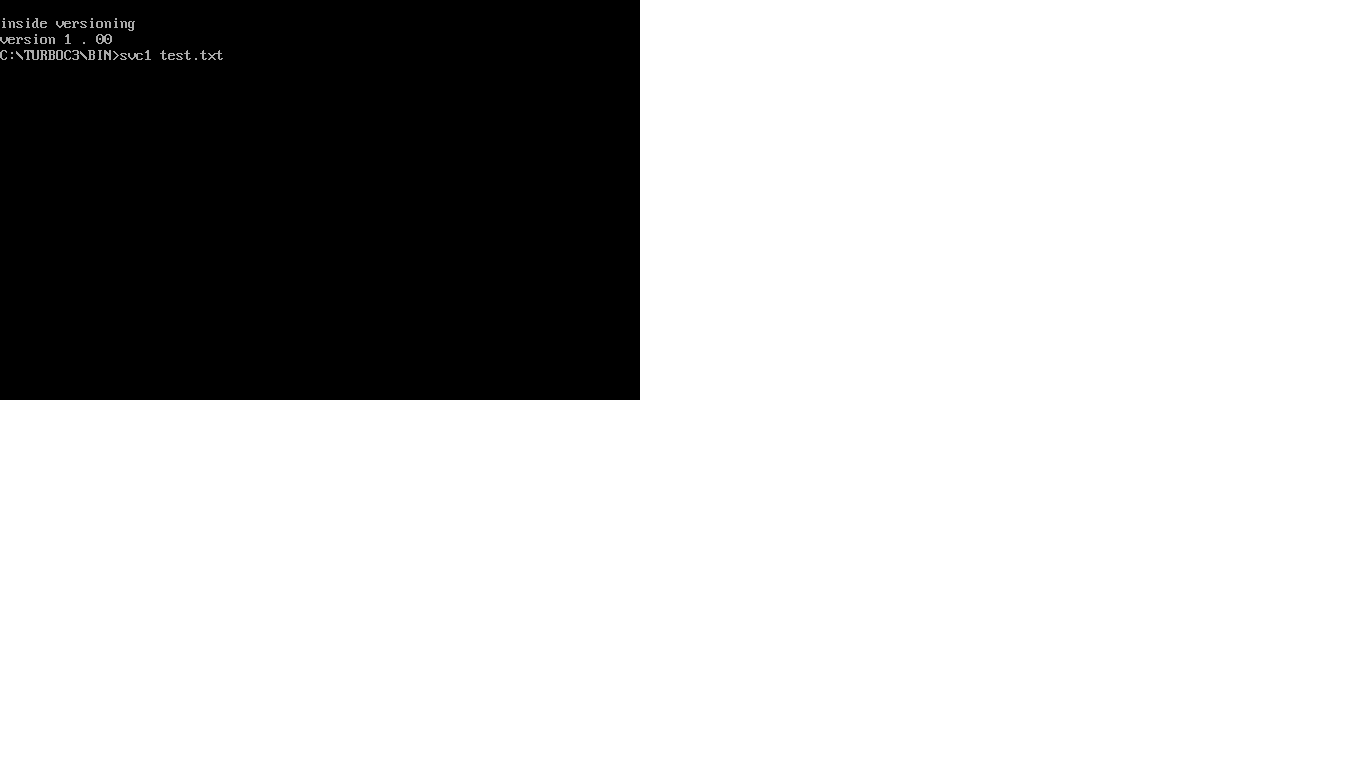 inside versioning
version 1 . 00
C:\TURBOC3\BIN>svc1 test.txt